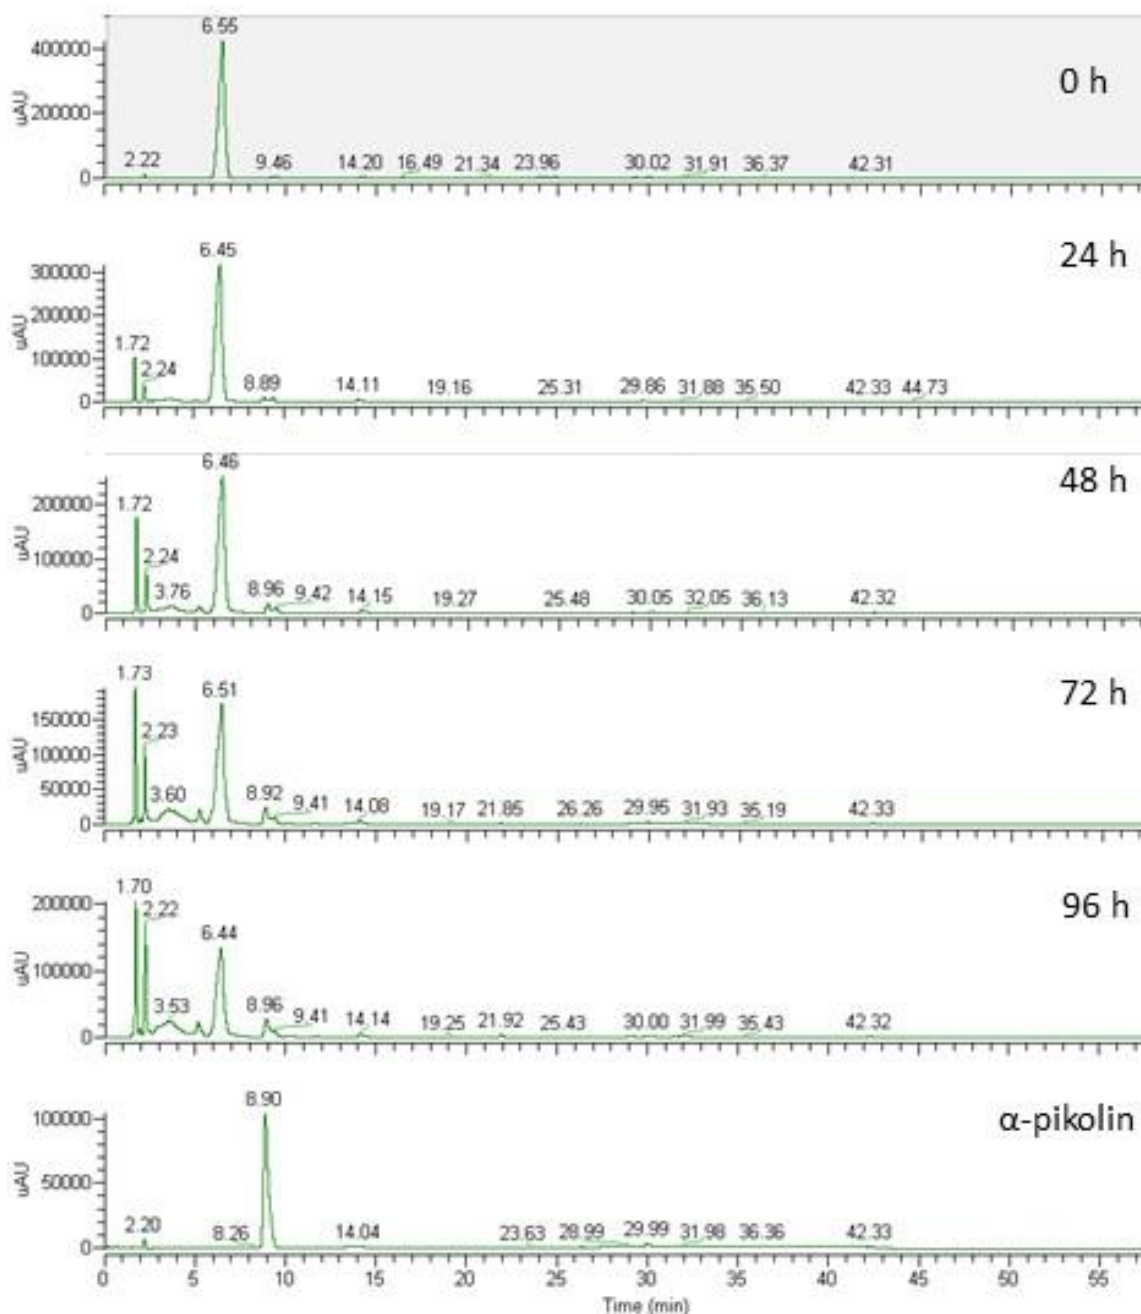 6.55
400000
0 h
uAU
200000
2.22 9.46 14.20 16.49 21.34 23.96 30.02 31.91 36.37 42.31
0
6.45
24 h
300000
uAU
200000
1.72
100000
2.24
8.89 14.11 19.16 25.31 29.86 31.88 35.50 42.33 44.73
0
6.46
48 h
1.72
200000
uAU
2.24
100000
3.76 8.96 9.42 14.15 19.27 25.48 30.05 32.05 36.13 42.32
0
1.73
6.51
72 h
150000
2.23
uAU
100000
50000
3.60 8.92 9.41 14.08 19.17 21.85 26.26 29.95 31.93 35.19 42.33
0
1.70
96 h
200000
2.22
6.44
uAU
100000
3.53 8.96 9.41 14.14 19.25 21.92 25.43 30.00 31.99 35.43 42.32
0
8.90
α-pikolin
100000
uAU
50000
2.20 8.26 14.04 23.63 28.99 29.99 31.98 36.36 42.33
0
0 5 10 15 20 25 30 35 40 45 50 55
Time (min)